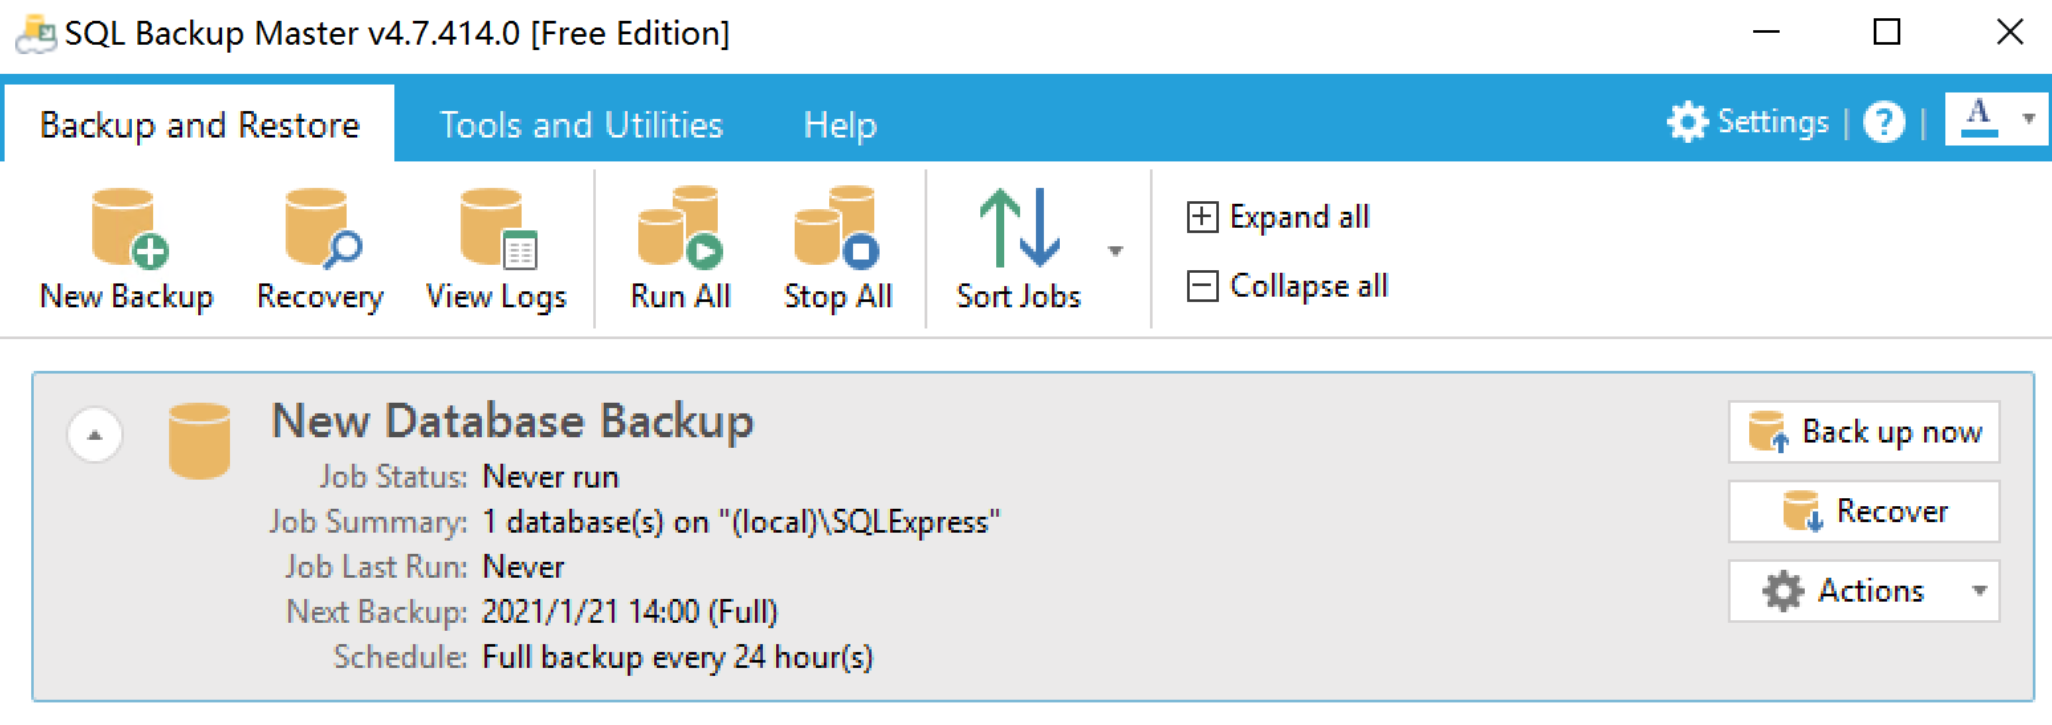 SQL Backup Master v4.7.414.0 [Free Edition]
Backup and Restore
Tools and Utilities
Help
Settings | ? |
A
New Backup
Recovery
View Logs
Run All
Stop All
Sort Jobs
Expand all
Collapse all
New Database Backup
Job Status: Never run
Job Summary: 1 database(s) on "(local)\SQLExpress"
Job Last Run: Never
Next Backup: 2021/1/21 14:00 (Full)
Schedule: Full backup every 24 hour(s)
Back up now
Recover
Actions